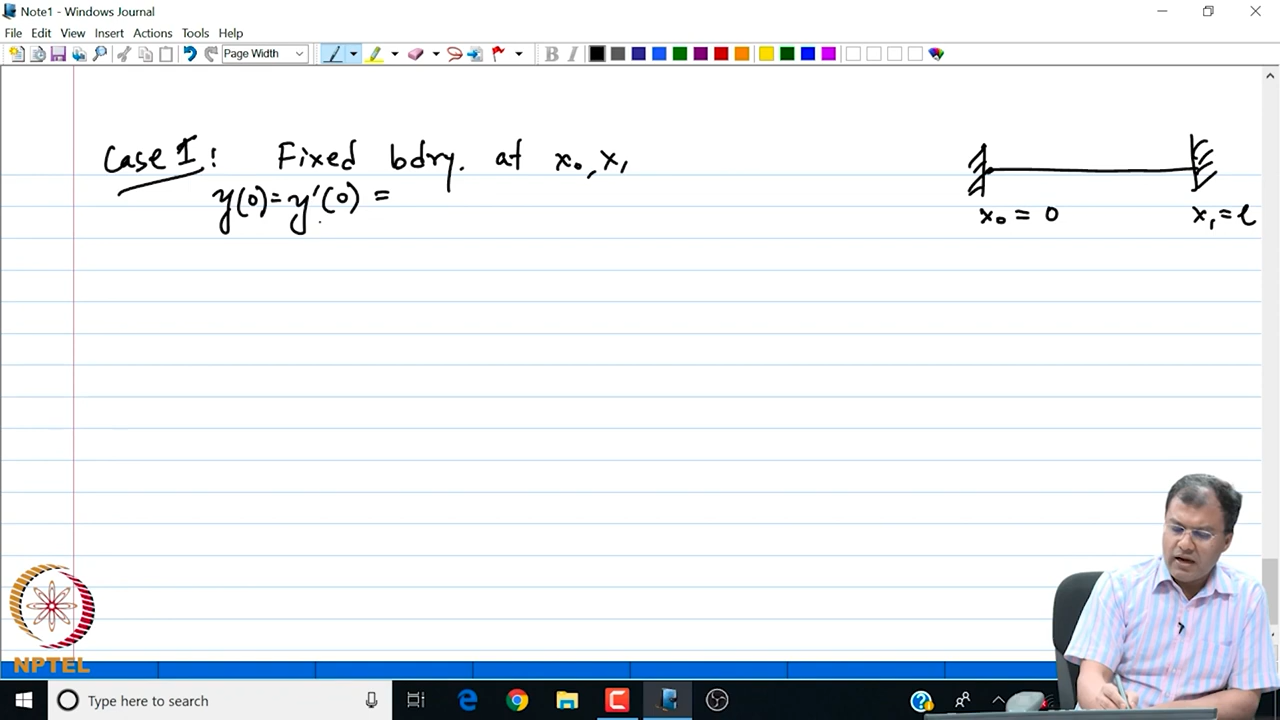 Note1 - Windows Journal
File Edit View Insert Actions Tools Help
Page Width
B I
Case I: Fixed bdry. at x₀, x₁
y(0) = y'(0) =
x₀ = 0
x₁ = l
NPTEL
Type here to search